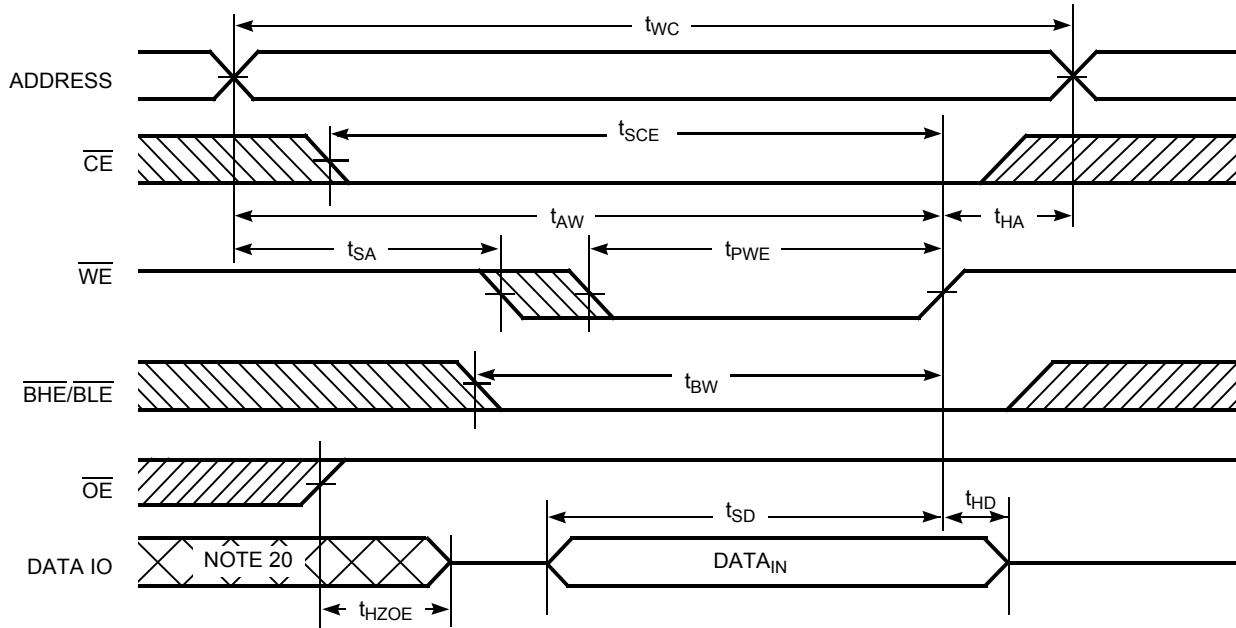 tWC
ADDRESS
tSCE
CE
tAW
tHA
tSA
tPWE
WE
tBW
BHE/BLE
OE
tSD
tHD
DATA IO
NOTE 20
DATAIN
tHZOE